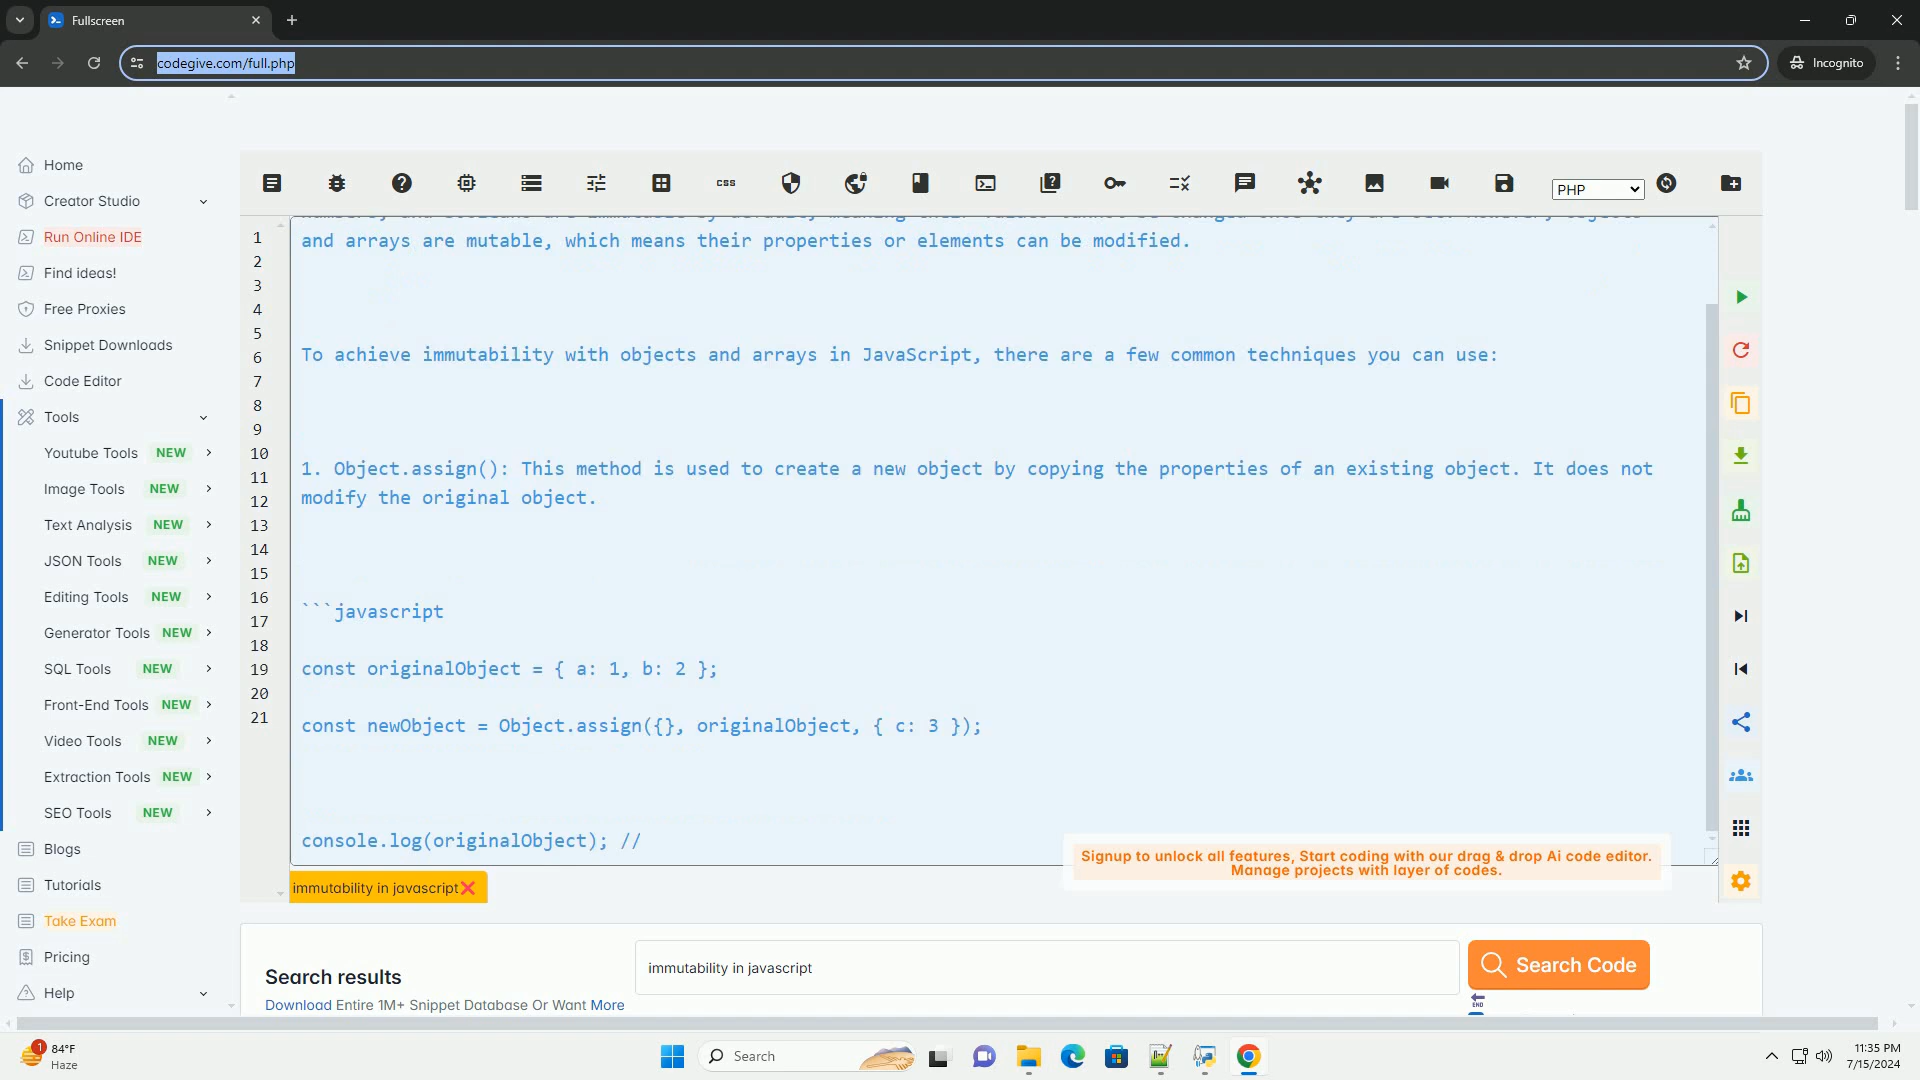 Fullscreen
codegive.com/full.php
Incognito
Home
Creator Studio
Run Online IDE
Find ideas!
Free Proxies
Snippet Downloads
Code Editor
Tools
Youtube Tools NEW
Image Tools NEW
Text Analysis NEW
JSON Tools NEW
Editing Tools NEW
Generator Tools NEW
SQL Tools NEW
Front-End Tools NEW
Video Tools NEW
Extraction Tools NEW
SEO Tools NEW
Blogs
Tutorials
Take Exam
Pricing
Help
css
PHP
1
2
3
4
5
6
7
8
9
10
11
12
13
14
15
16
17
18
19
20
21
and arrays are mutable, which means their properties or elements can be modified.
To achieve immutability with objects and arrays in JavaScript, there are a few common techniques you can use:
1. Object.assign(): This method is used to create a new object by copying the properties of an existing object. It does not
modify the original object.
```javascript
const originalObject = { a: 1, b: 2 };
const newObject = Object.assign({}, originalObject, { c: 3 });
console.log(originalObject); //
Signup to unlock all features, Start coding with our drag & drop Ai code editor.
Manage projects with layer of codes.
immutability in javascript
Search results
immutability in javascript
Search Code
Download Entire 1M+ Snippet Database Or Want More
END
1
84°F
Haze
Search
11:35 PM
7/15/2024